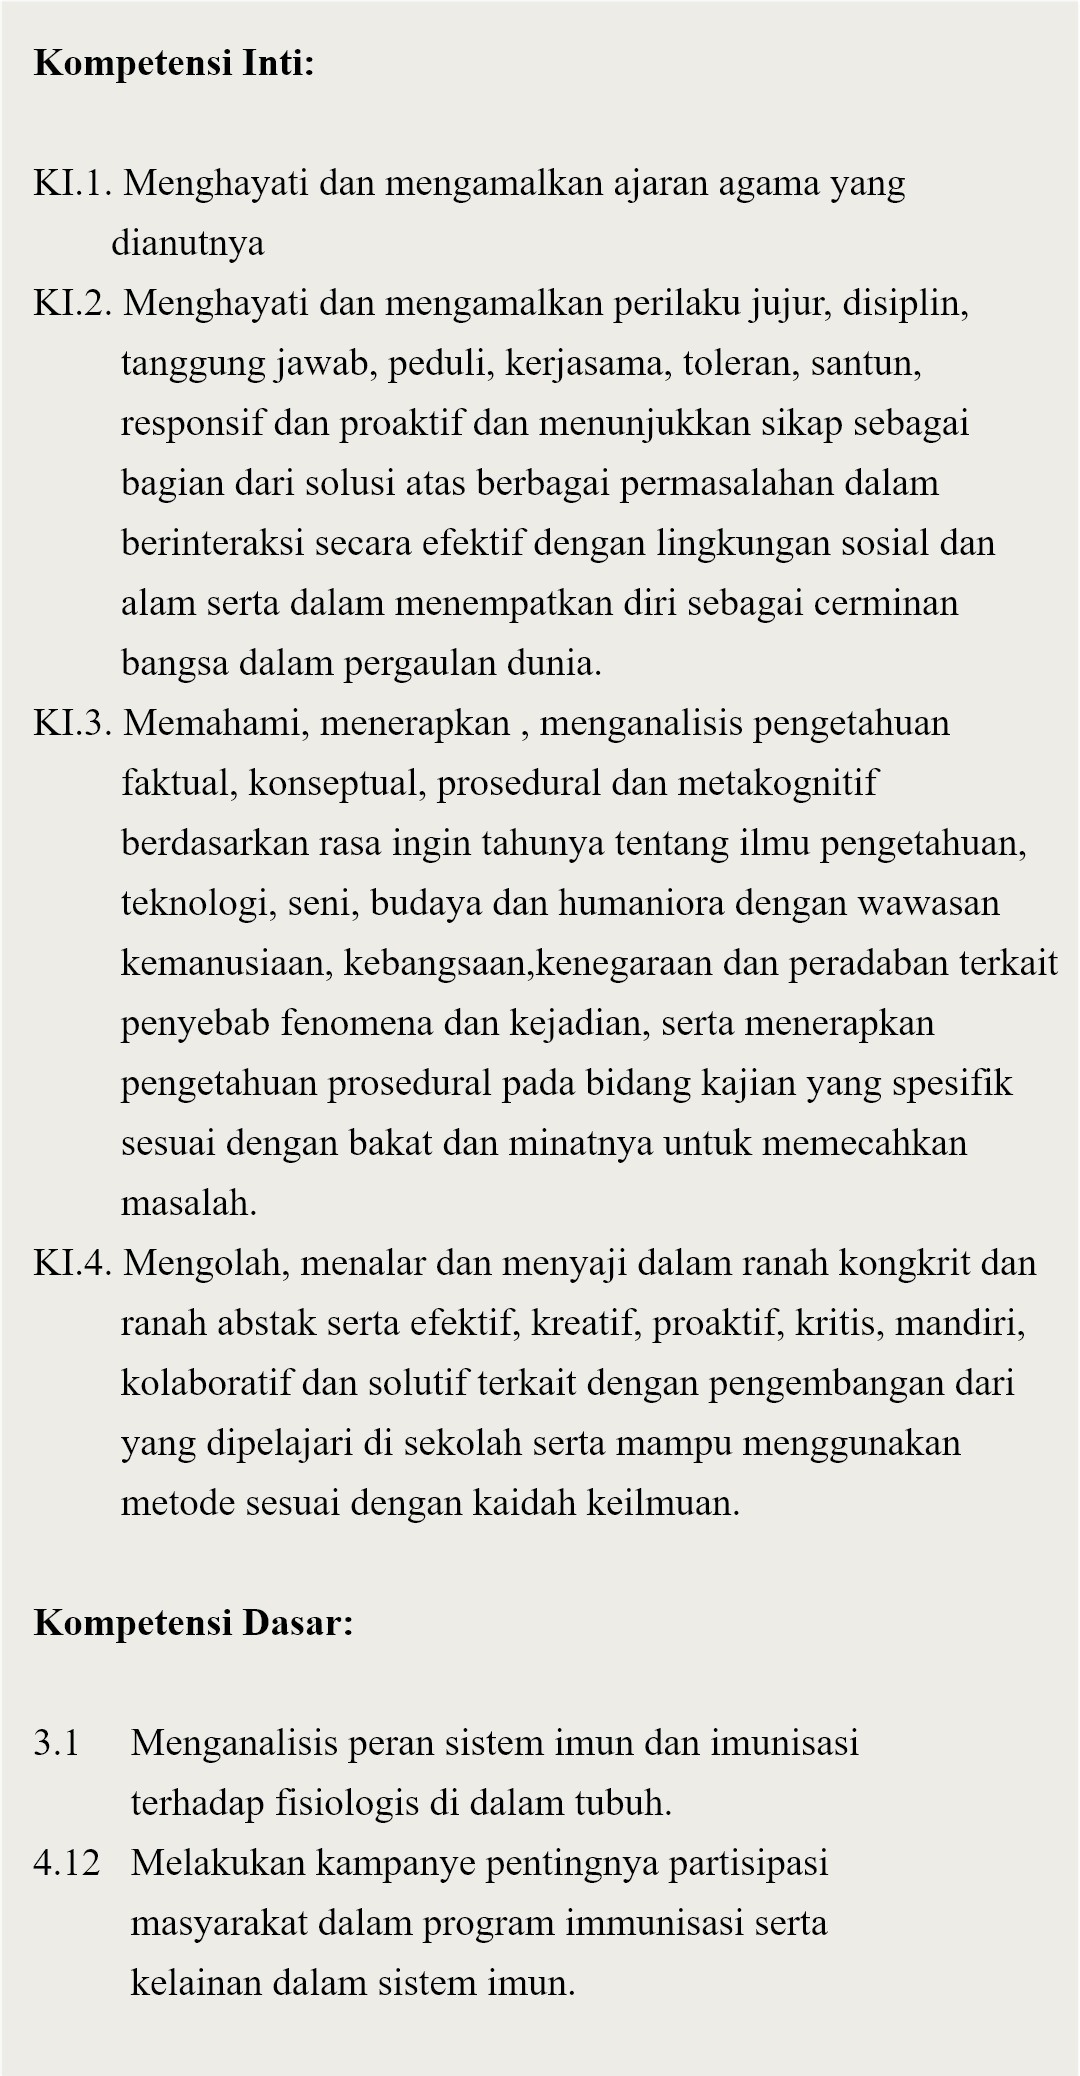 Kompetensi Inti:
KI.1. Menghayati dan mengamalkan ajaran agama yang
dianutnya
KI.2. Menghayati dan mengamalkan perilaku jujur, disiplin,
tanggung jawab, peduli, kerjasama, toleran, santun,
responsif dan proaktif dan menunjukkan sikap sebagai
bagian dari solusi atas berbagai permasalahan dalam
berinteraksi secara efektif dengan lingkungan sosial dan
alam serta dalam menempatkan diri sebagai cerminan
bangsa dalam pergaulan dunia.
KI.3. Memahami, menerapkan , menganalisis pengetahuan
faktual, konseptual, prosedural dan metakognitif
berdasarkan rasa ingin tahunya tentang ilmu pengetahuan,
teknologi, seni, budaya dan humaniora dengan wawasan
kemanusiaan, kebangsaan,kenegaraan dan peradaban terkait
penyebab fenomena dan kejadian, serta menerapkan
pengetahuan prosedural pada bidang kajian yang spesifik
sesuai dengan bakat dan minatnya untuk memecahkan
masalah.
KI.4. Mengolah, menalar dan menyaji dalam ranah kongkrit dan
ranah abstak serta efektif, kreatif, proaktif, kritis, mandiri,
kolaboratif dan solutif terkait dengan pengembangan dari
yang dipelajari di sekolah serta mampu menggunakan
metode sesuai dengan kaidah keilmuan.
Kompetensi Dasar:
3.1 Menganalisis peran sistem imun dan imunisasi
terhadap fisiologis di dalam tubuh.
4.12 Melakukan kampanye pentingnya partisipasi
masyarakat dalam program immunisasi serta
kelainan dalam sistem imun.